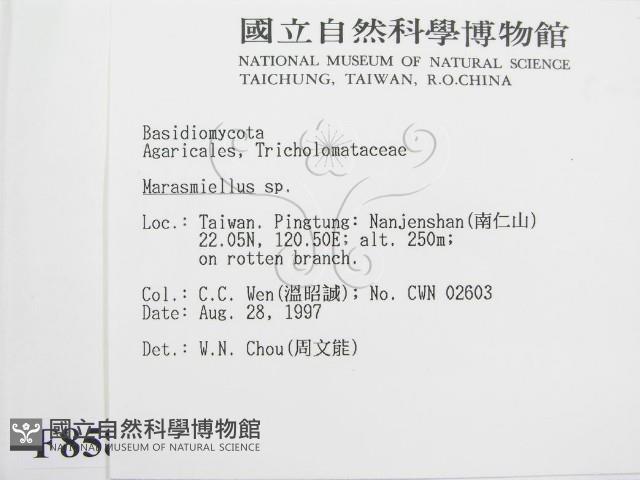 國立自然科學博物館
NATIONAL MUSEUM OF NATURAL SCIENCE
TAICHUNG, TAIWAN, R.O.CHINA
Basidiomycota
Agaricales, Tricholomataceae
Marasmiellus sp.
Loc.: Taiwan. Pingtung: Nanjenshan(南仁山)
22.05N, 120.50E; alt. 250m;
on rotten branch.
Col.: C.C. Wen(溫昭誠); No. CWN 02603
Date: Aug. 28, 1997
Det.: W.N. Chou(周文能)
國立自然科學博物館
NATIONAL MUSEUM OF NATURAL SCIENCE